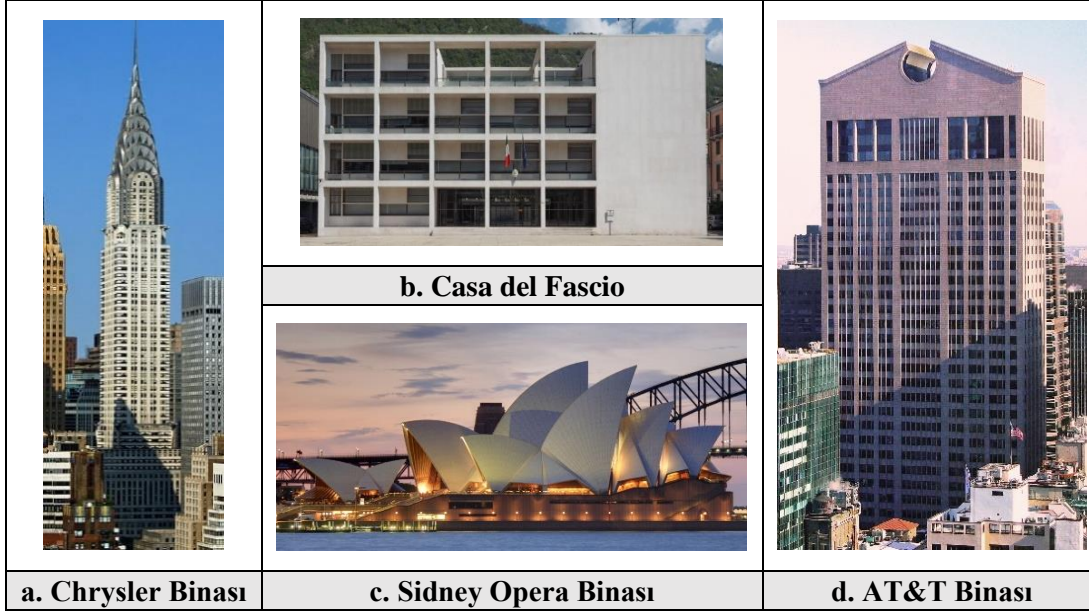 b. Casa del Fascio
a. Chrysler Binası
c. Sidney Opera Binası
d. AT&T Binası